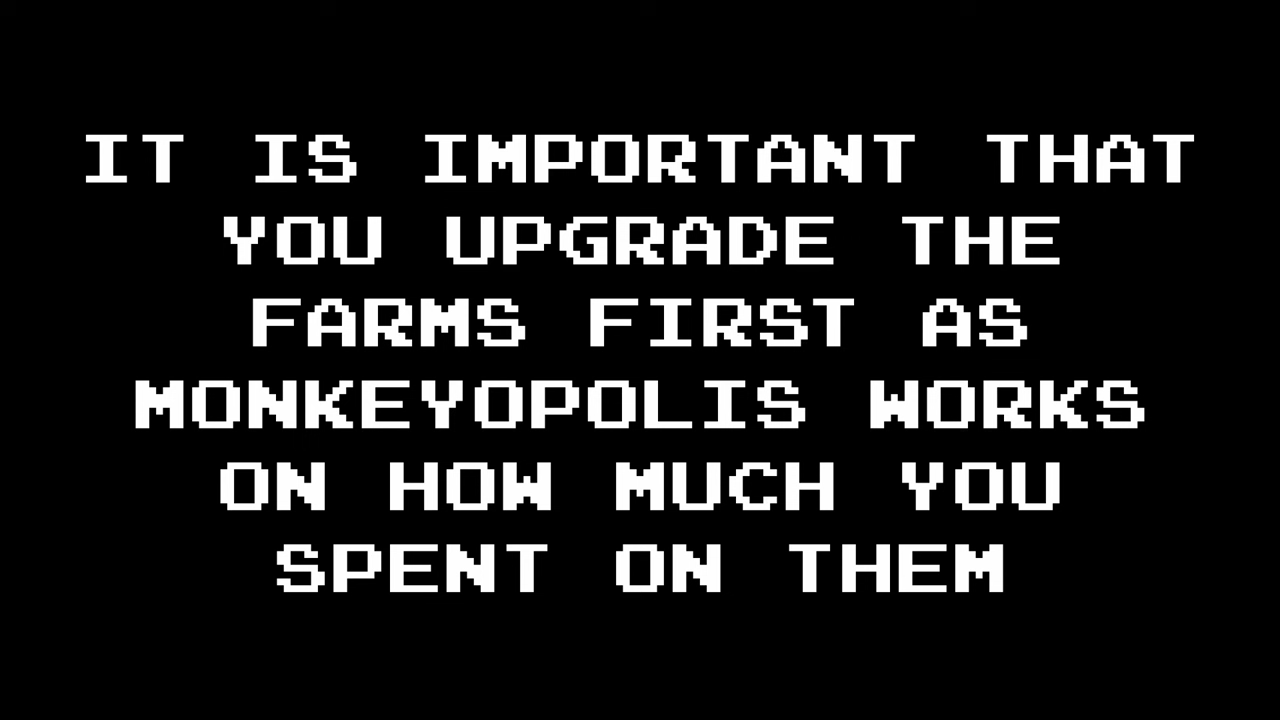 IT IS IMPORTANT THAT
YOU UPGRADE THE
FARMS FIRST AS
MONKEYOPOLIS WORKS
ON HOW MUCH YOU
SPENT ON THEM